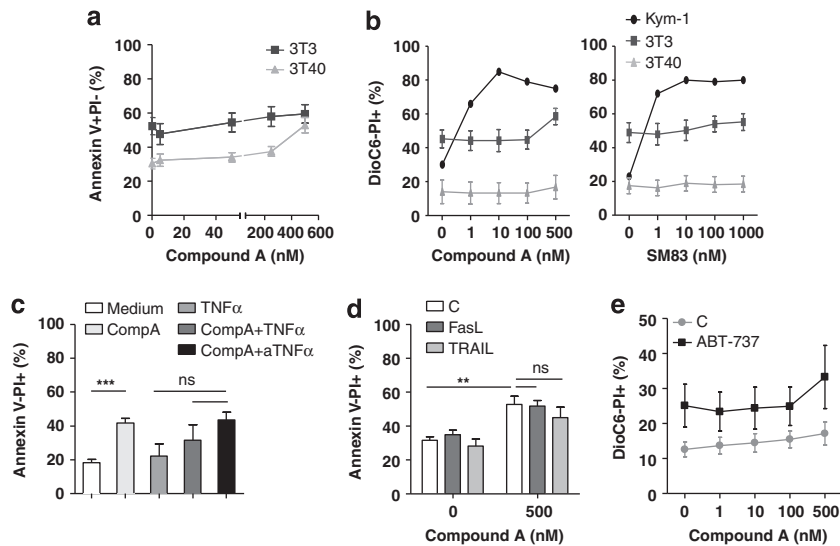 a
3T3
3T40
Annexin V+PI- (%)
100
80
60
40
20
0
0 20 40 200 400 600
Compound A (nM)
b
Kym-1
3T3
3T40
DioC6-PI+ (%)
100
80
60
40
20
0
0 1 10 100 500
Compound A (nM)
100
80
60
40
20
0
0 1 10 100 1000
SM83 (nM)
c
Medium
CompA
TNFα
CompA+TNFα
CompA+aTNFα
Annexin V-PI+ (%)
100
80
60
40
20
0
***
ns
d
C
FasL
TRAIL
Annexin V-PI+ (%)
100
80
60
40
20
0
**
ns
0 500
Compound A (nM)
e
C
ABT-737
DioC6-PI+ (%)
50
40
30
20
10
0
0 1 10 100 500
Compound A (nM)